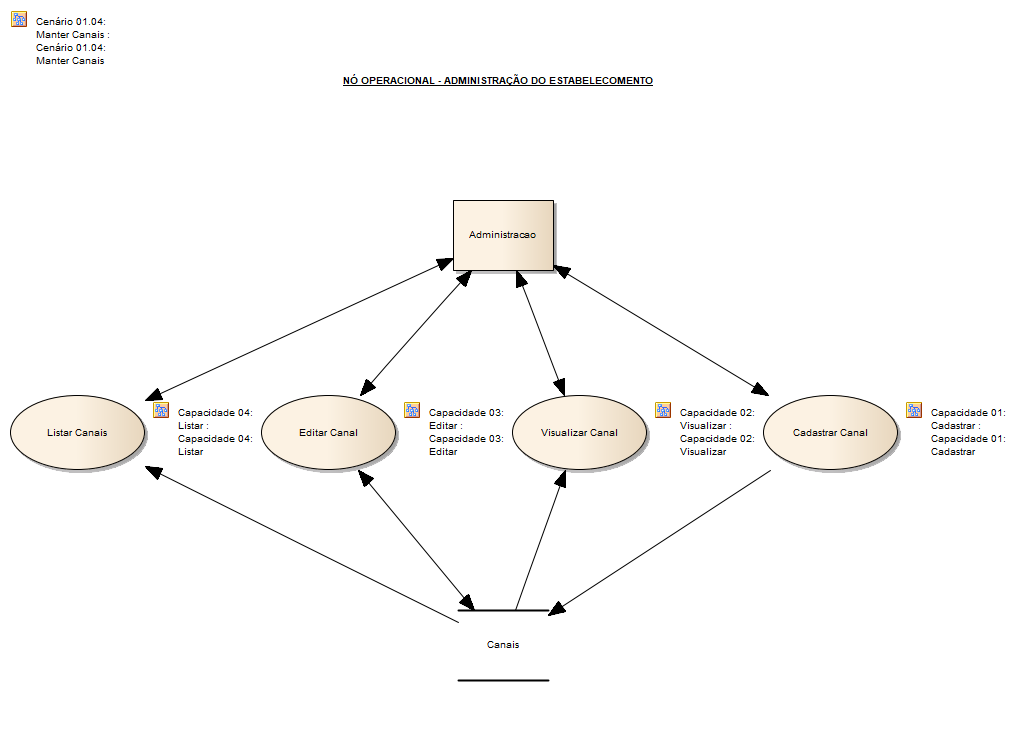 Cenário 01.04:
Manter Canais :
Cenário 01.04:
Manter Canais
NÓ OPERACIONAL - ADMINISTRAÇÃO DO ESTABELECOMENTO
Administracao
Listar Canais
Capacidade 04:
Listar :
Capacidade 04:
Listar
Editar Canal
Capacidade 03:
Editar :
Capacidade 03:
Editar
Visualizar Canal
Capacidade 02:
Visualizar :
Capacidade 02:
Visualizar
Cadastrar Canal
Capacidade 01:
Cadastrar :
Capacidade 01:
Cadastrar
Canais